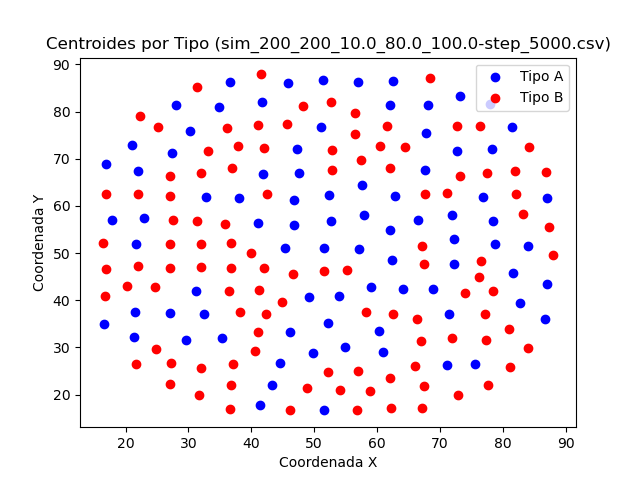 Centroides por Tipo (sim_200_200_10.0_80.0_100.0-step_5000.csv)
Tipo A
Tipo B
90
80
70
60
50
40
30
20
Coordenada Y
20 30 40 50 60 70 80 90
Coordenada X